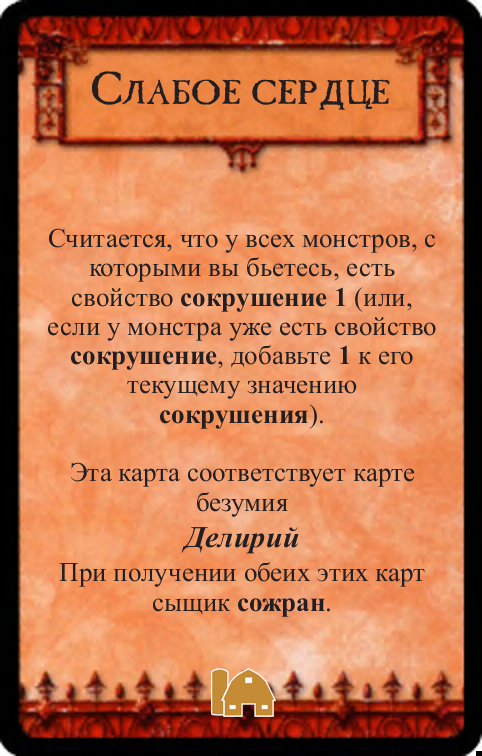 Слабое сердце
Считается, что у всех монстров, с
которыми вы бьетесь, есть
свойство сокрушение 1 (или,
если у монстра уже есть свойство
сокрушение, добавьте 1 к его
текущему значению
сокрушения).
Эта карта соответствует карте
безумия
Делирий
При получении обеих этих карт
сыщик сожран.